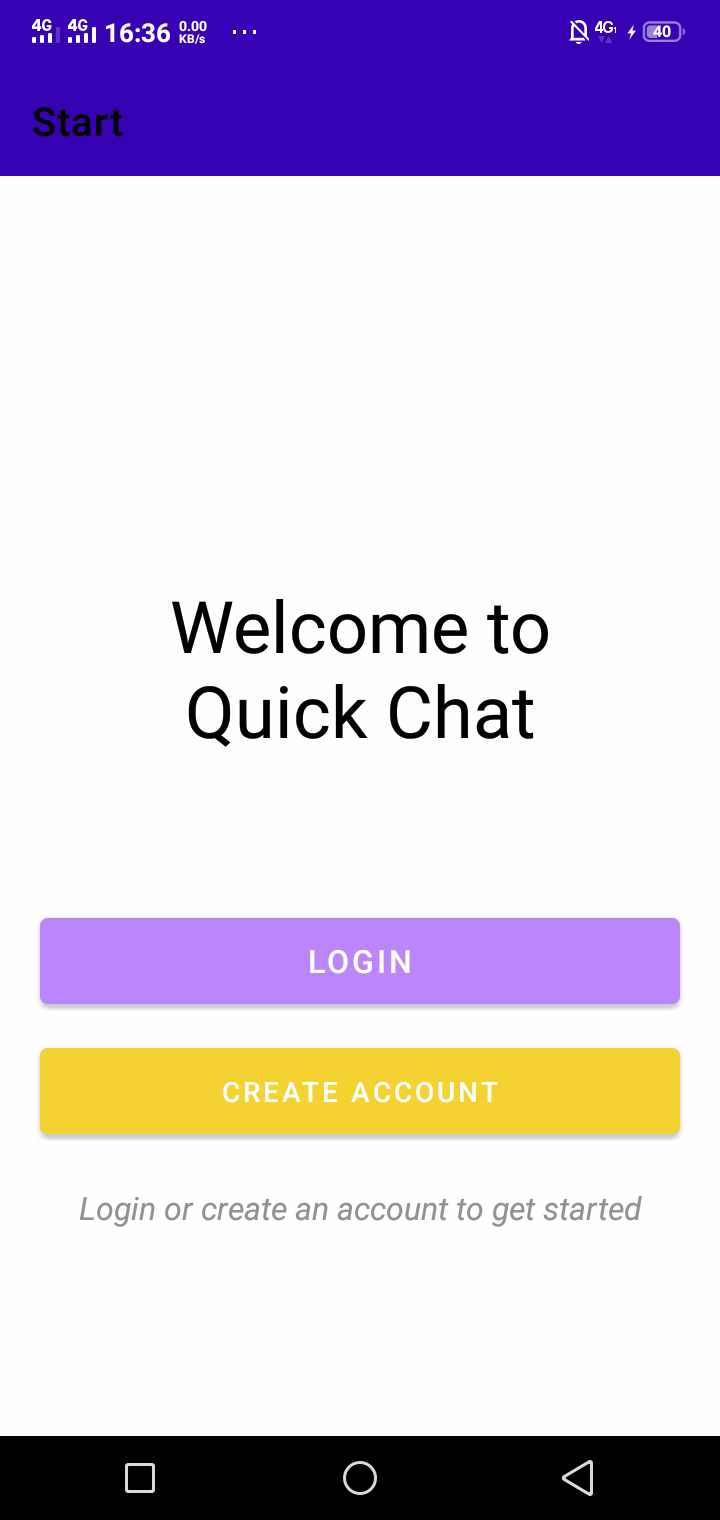 4G 4G 16:36 0.00 KB/s ... 4G 40
Start
Welcome to
Quick Chat
LOGIN
CREATE ACCOUNT
Login or create an account to get started